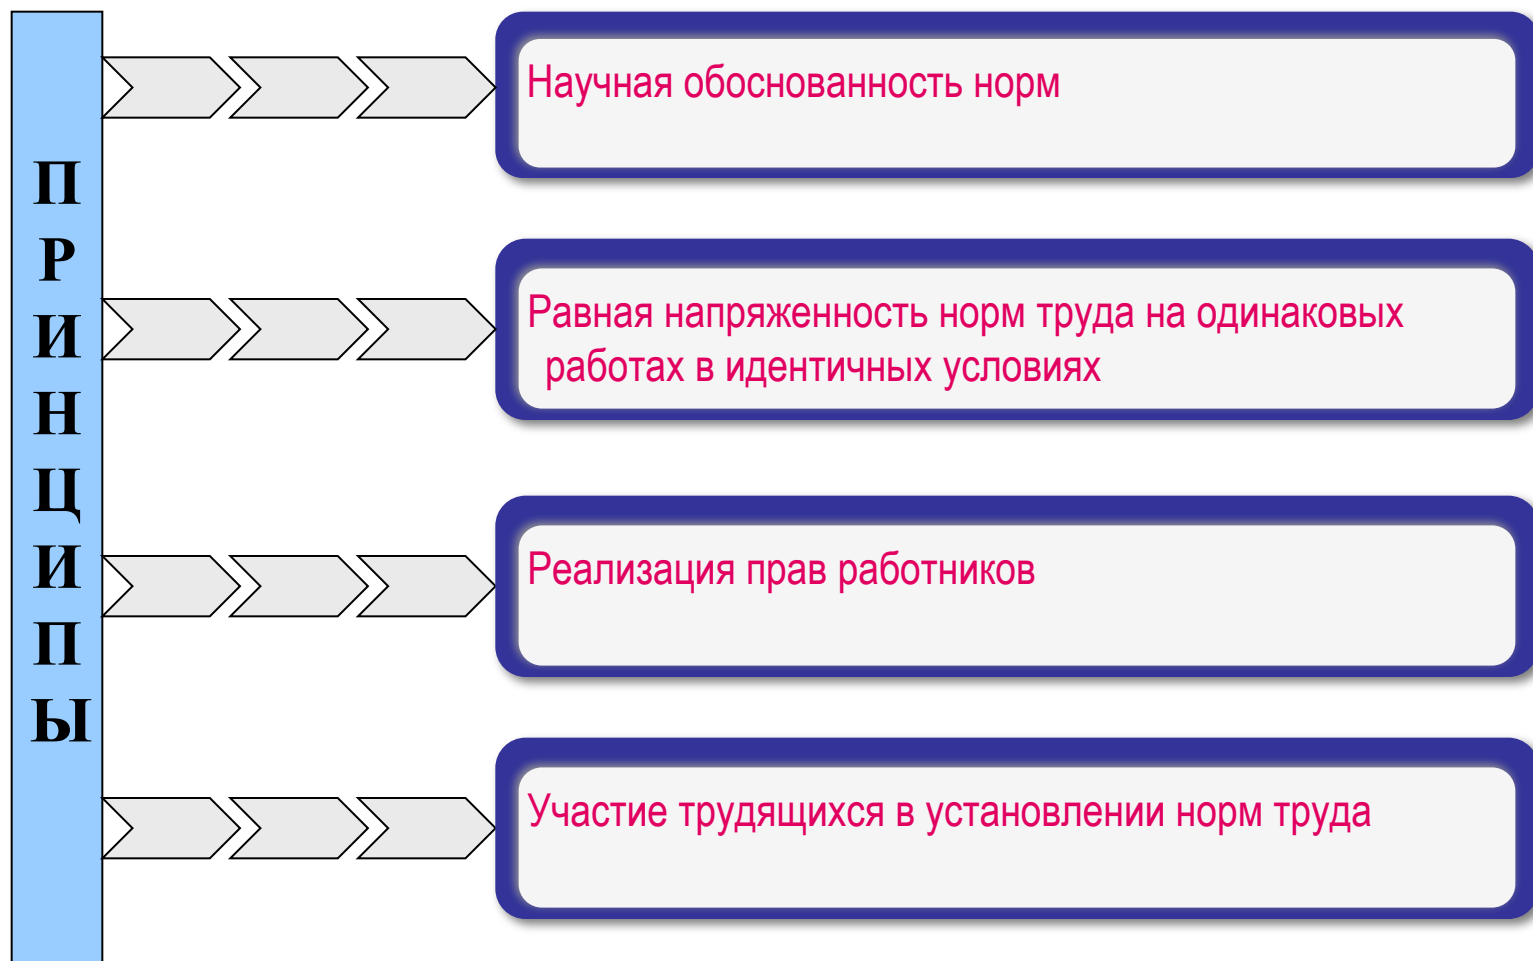 ПРИНЦИПЫ
Научная обоснованность норм
Равная напряженность норм труда на одинаковых
работах в идентичных условиях
Реализация прав работников
Участие трудящихся в установлении норм труда